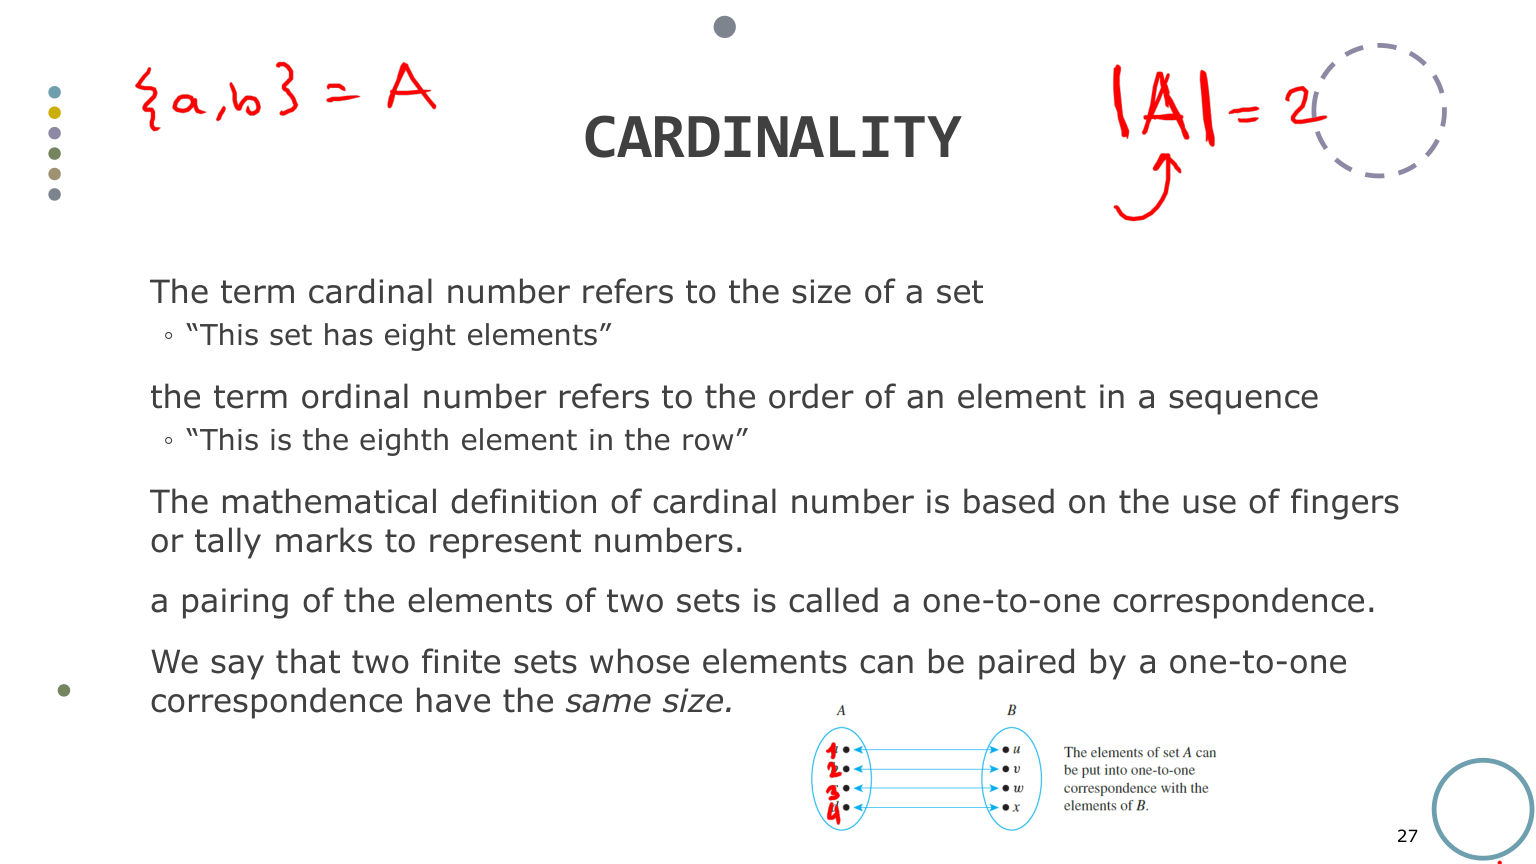 {a,b} = A
|A| = 2
CARDINALITY
The term cardinal number refers to the size of a set
◦ “This set has eight elements”
the term ordinal number refers to the order of an element in a sequence
◦ “This is the eighth element in the row”
The mathematical definition of cardinal number is based on the use of fingers
or tally marks to represent numbers.
a pairing of the elements of two sets is called a one-to-one correspondence.
We say that two finite sets whose elements can be paired by a one-to-one
correspondence have the same size.
A B
1 u
2 v
3 w
4 x
The elements of set A can
be put into one-to-one
correspondence with the
elements of B.
27